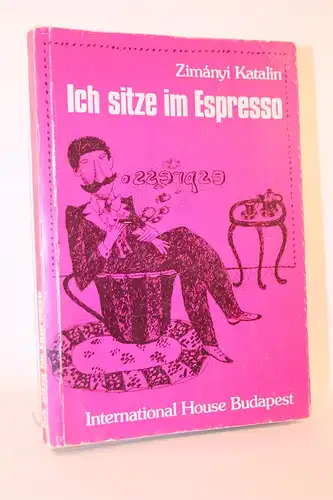 Zimányi Katalin
Ich sitze im Espresso
International House Budapest